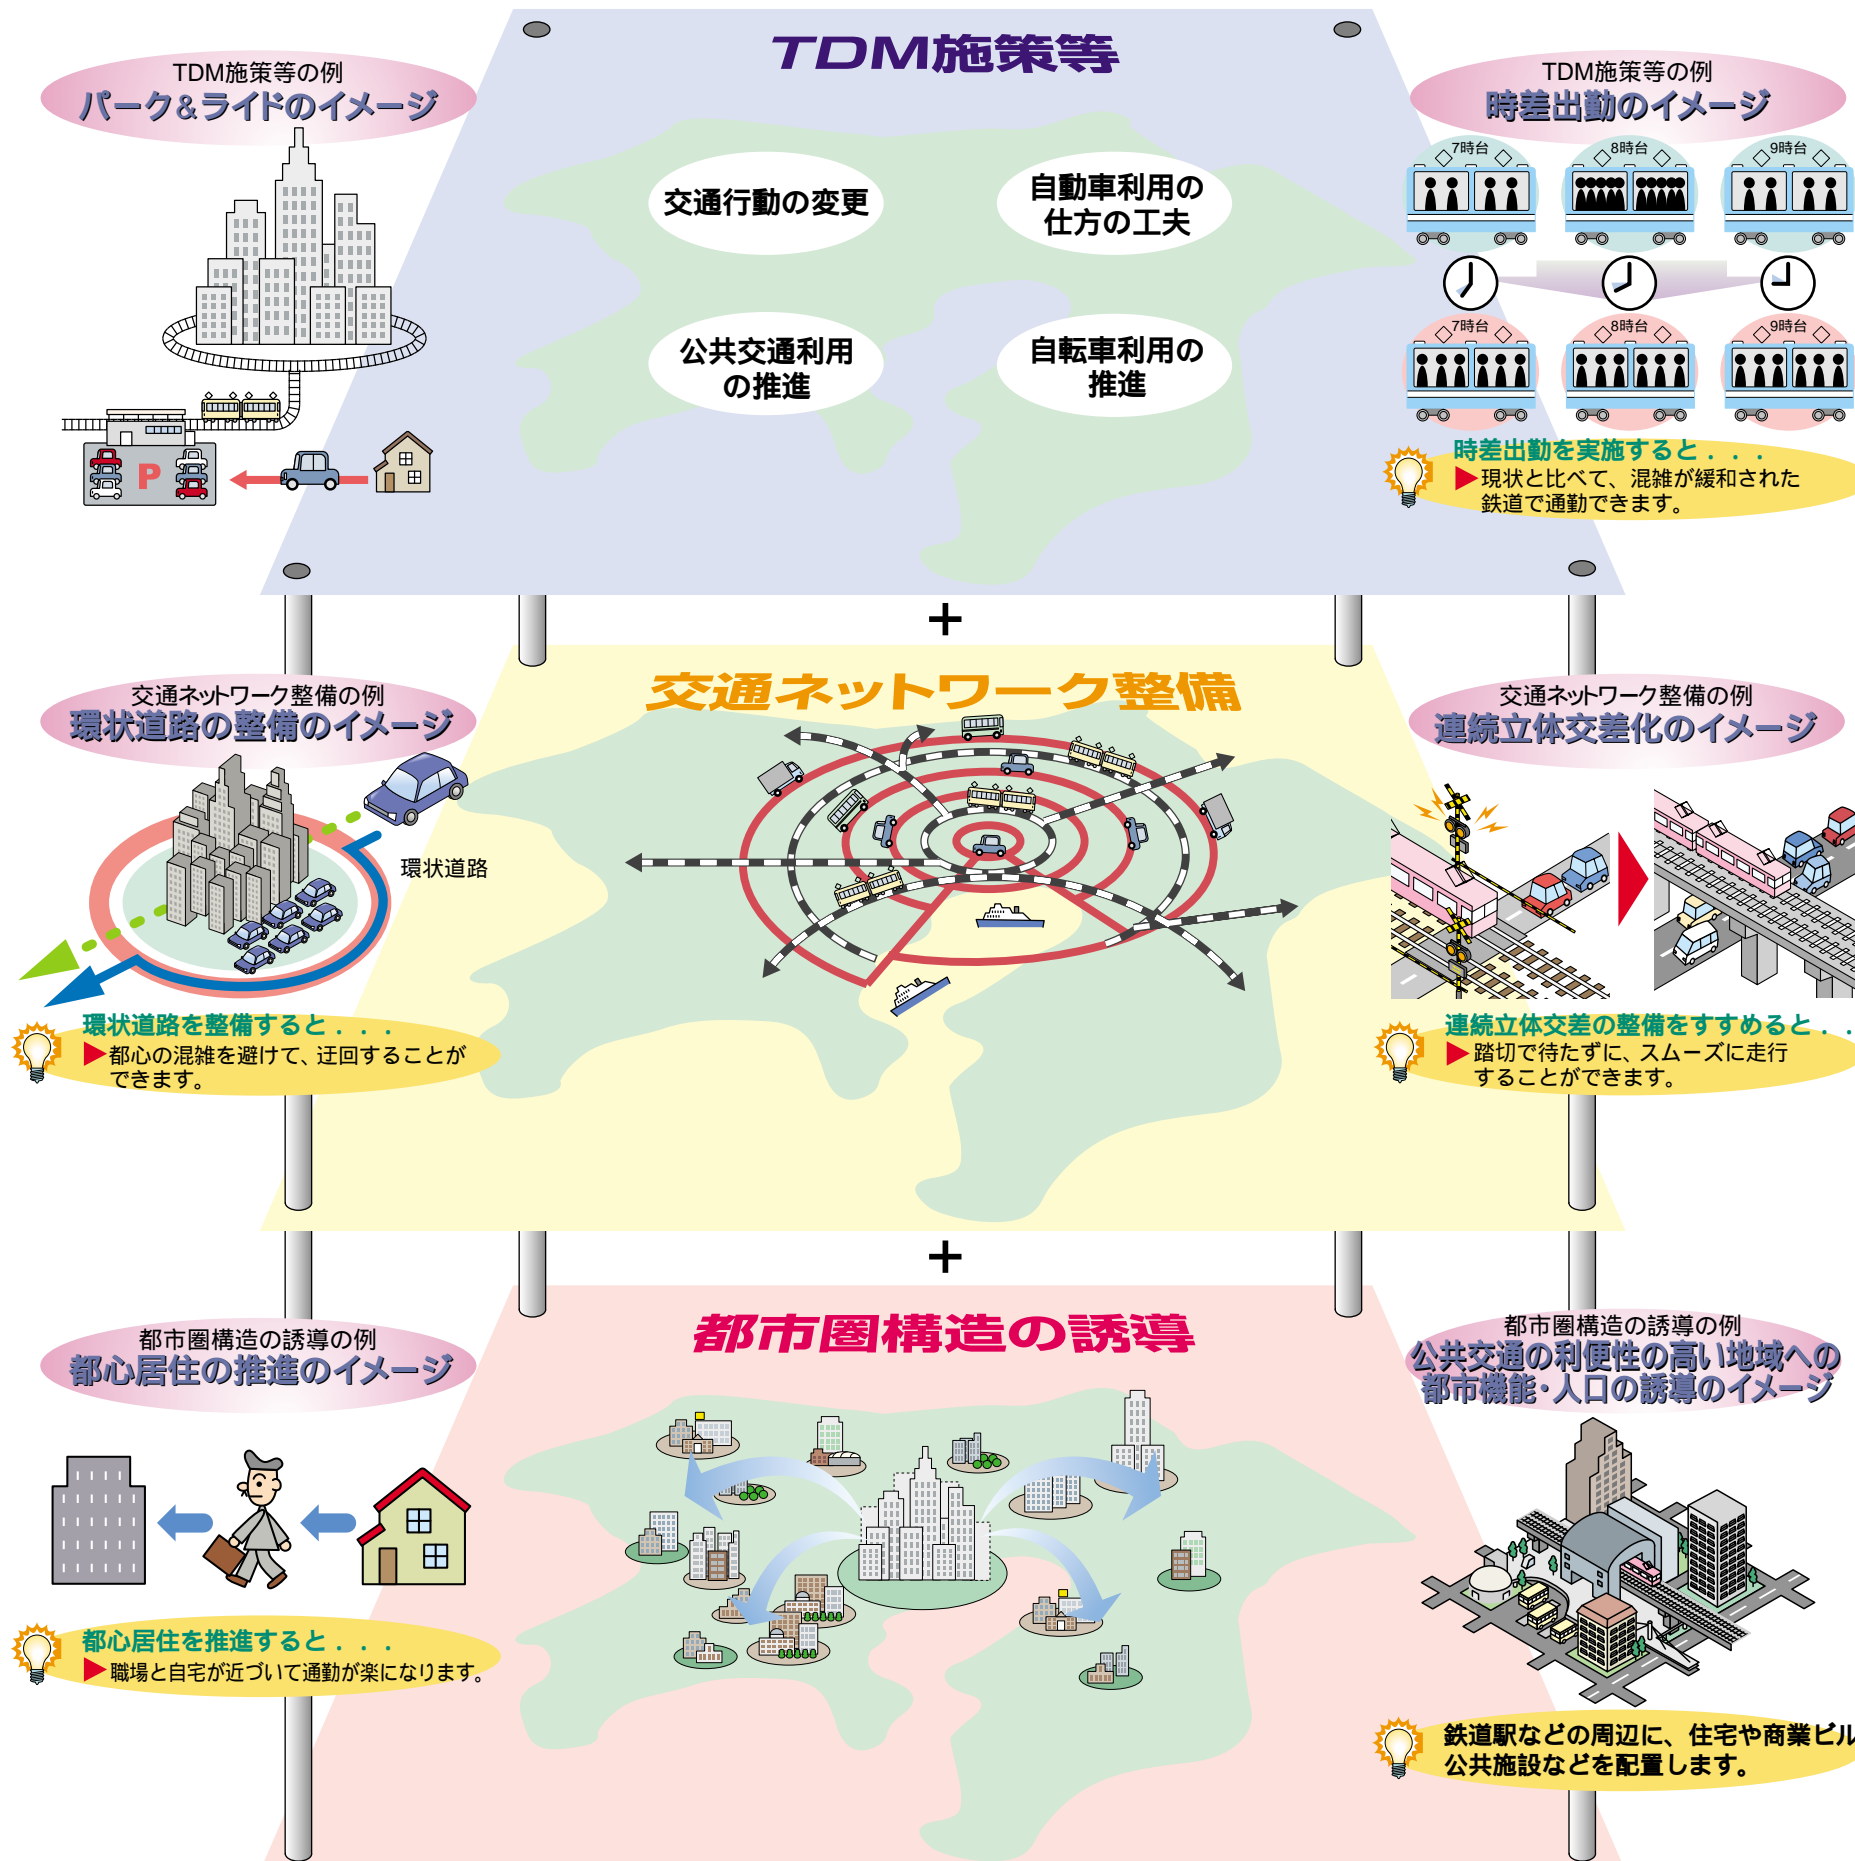 TDM施策等
TDM施策等の例
パーク&ライドのイメージ
P
交通行動の変更
自動車利用の
仕方の工夫
公共交通利用
の推進
自転車利用の
推進
TDM施策等の例
時差出勤のイメージ
7時台
8時台
9時台
7時台
8時台
9時台
時差出勤を実施すると...
現状と比べて、混雑が緩和された
鉄道で通勤できます。
+
交通ネットワーク整備
交通ネットワーク整備の例
環状道路の整備のイメージ
環状道路
環状道路を整備すると...
都心の混雑を避けて、迂回することが
できます。
交通ネットワーク整備の例
連続立体交差化のイメージ
連続立体交差の整備をすすめると..
踏切で待たずに、スムーズに走行
することができます。
+
都市圏構造の誘導
都市圏構造の誘導の例
都心居住の推進のイメージ
都心居住を推進すると...
職場と自宅が近づいて通勤が楽になります。
都市圏構造の誘導の例
公共交通の利便性の高い地域への
都市機能・人口の誘導のイメージ
鉄道駅などの周辺に、住宅や商業ビル
公共施設などを配置します。